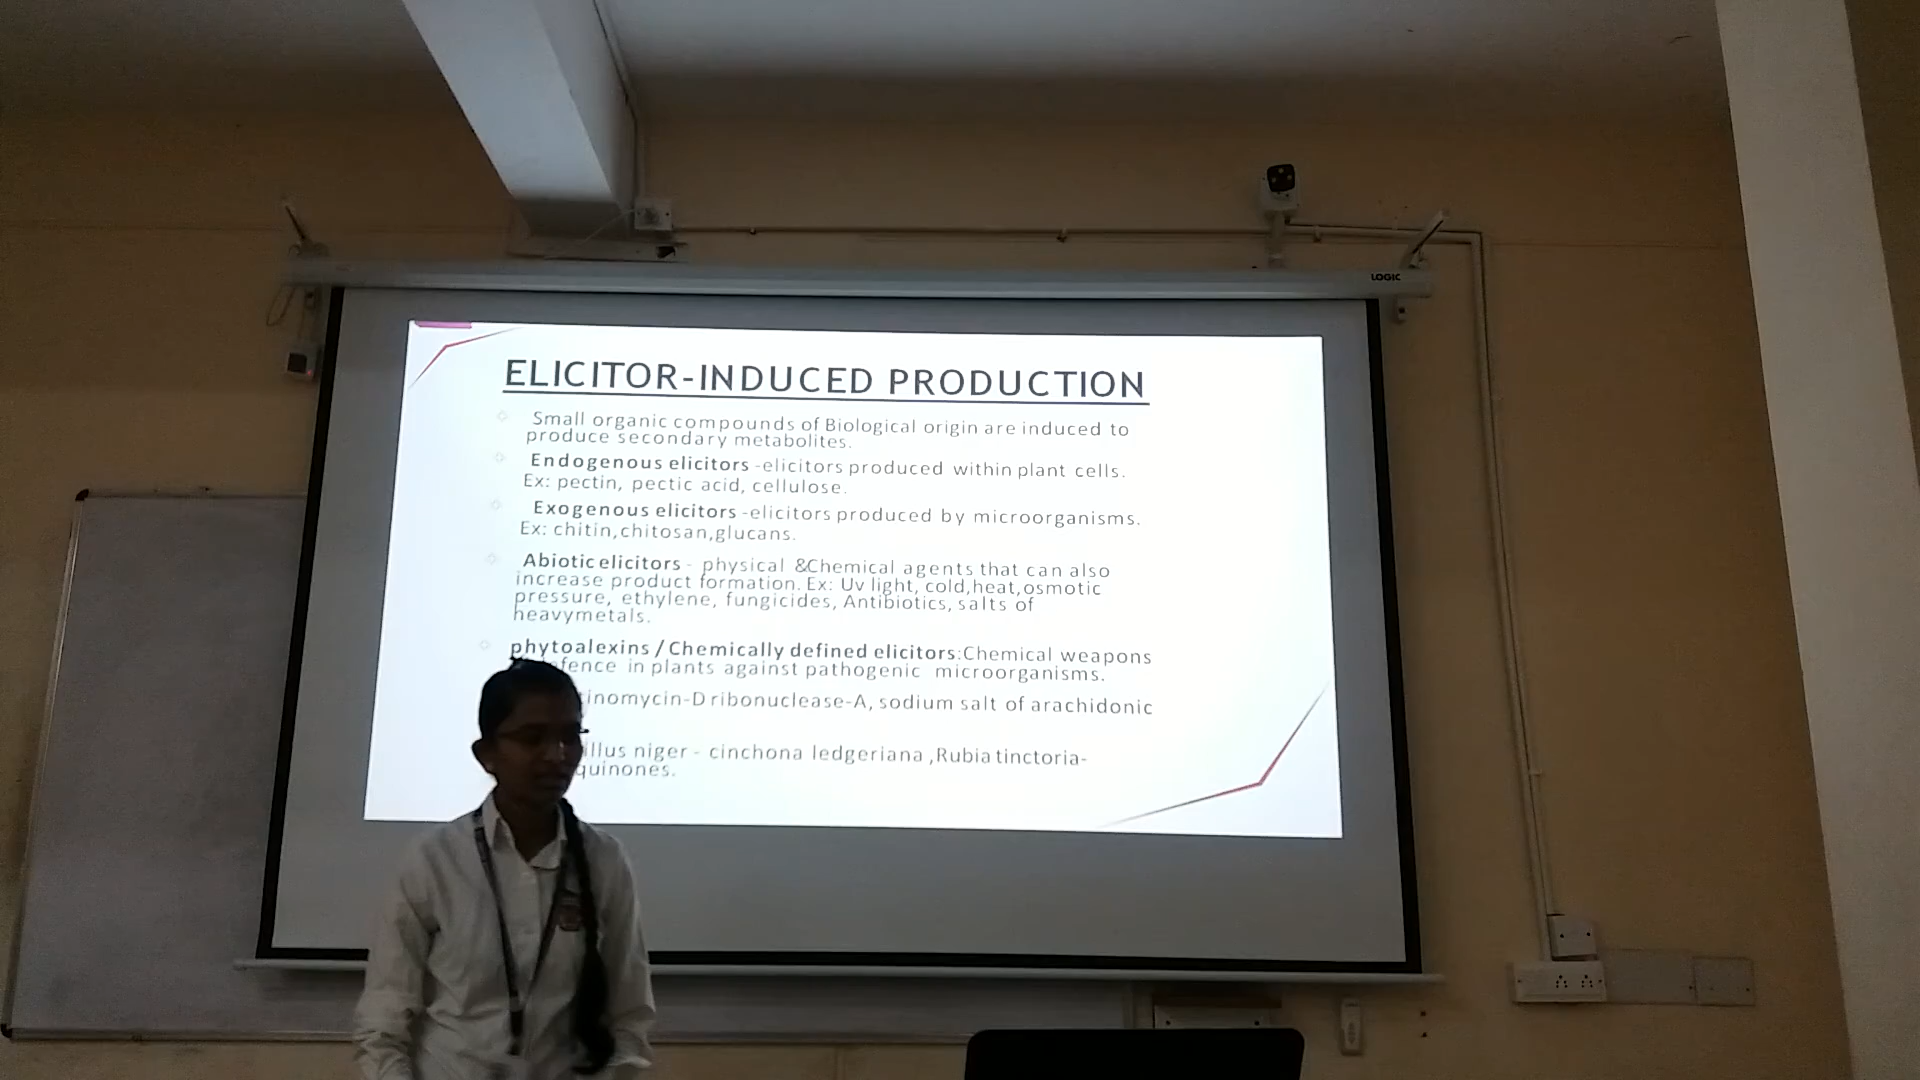 LOGIC
ELICITOR-INDUCED PRODUCTION
Small organic compounds of Biological origin are induced to
produce secondary metabolites.
Endogenous elicitors -elicitors produced within plant cells.
Ex: pectin, pectic acid, cellulose.
Exogenous elicitors -elicitors produced by microorganisms.
Ex: chitin,chitosan,glucans.
Abiotic elicitors - physical &Chemical agents that can also
increase product formation. Ex: Uv light, cold,heat,osmotic
pressure, ethylene, fungicides, Antibiotics, salts of
heavymetals.
phytoalexins / Chemically defined elicitors:Chemical weapons
in plants against pathogenic microorganisms.
ribonuclease-A, sodium salt of arachidonic
niger - cinchona ledgeriana ,Rubia tinctoria-
quinones.